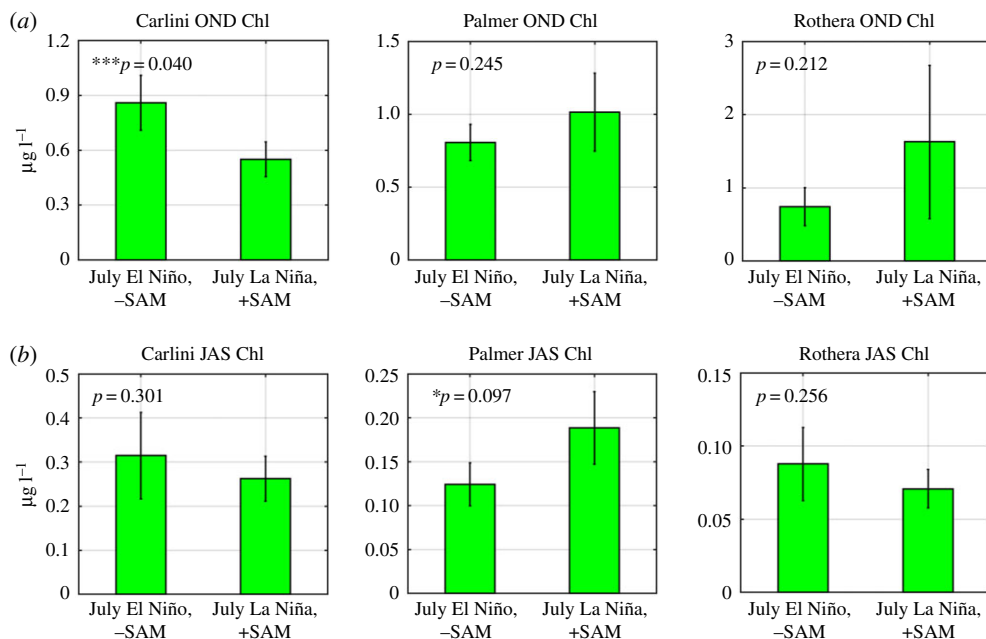 (a)
Carlini OND Chl
Palmer OND Chl
Rothera OND Chl
1.2
0.9
0.6
0.3
0
µg l⁻¹
***p = 0.040
July El Niño,
–SAM
July La Niña,
+SAM
1.5
1.0
0.5
0
p = 0.245
July El Niño,
–SAM
July La Niña,
+SAM
3
2
1
0
p = 0.212
July El Niño,
–SAM
July La Niña,
+SAM
(b)
Carlini JAS Chl
Palmer JAS Chl
Rothera JAS Chl
0.5
0.4
0.3
0.2
0.1
0
µg l⁻¹
p = 0.301
July El Niño,
–SAM
July La Niña,
+SAM
0.25
0.20
0.15
0.10
0.05
0
*p = 0.097
July El Niño,
–SAM
July La Niña,
+SAM
0.15
0.10
0.05
0
p = 0.256
July El Niño,
–SAM
July La Niña,
+SAM